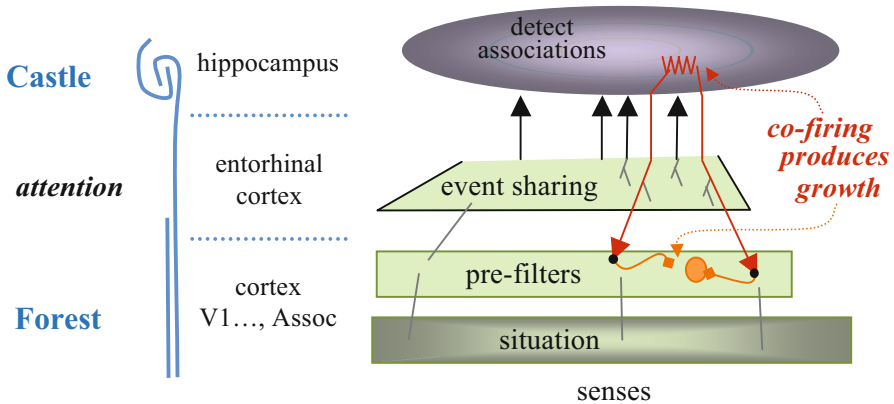 Castle
attention
Forest
hippocampus
entorhinal
cortex
cortex
V1…, Assoc
detect
associations
event sharing
pre-filters
situation
senses
co-firing
produces
growth